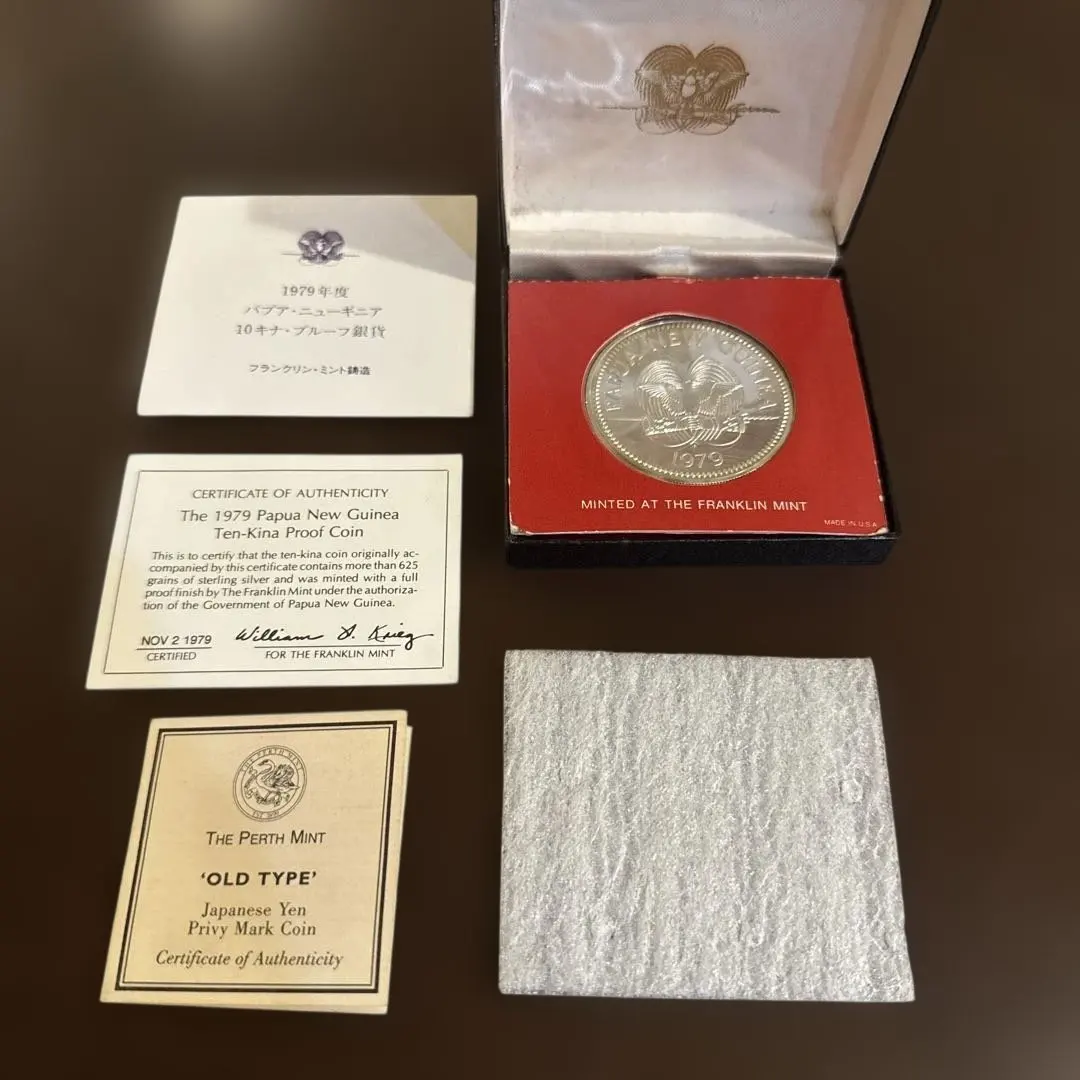 1979年度
パプア・ニューギニア
10キナ・プルーフ銀貨
フランクリン・ミント鋳造
CERTIFICATE OF AUTHENTICITY
The 1979 Papua New Guinea
Ten-Kina Proof Coin
This is to certify that the ten-kina coin originally ac-
companied by this certificate contains more than 625
grains of sterling silver and was minted with a full
proof finish by The Franklin Mint under the authoriza-
tion of the Government of Papua New Guinea.
NOV 2 1979 William S. Krieg
CERTIFIED FOR THE FRANKLIN MINT
THE PERTH MINT
THE PERTH MINT
'OLD TYPE'
Japanese Yen
Privy Mark Coin
Certificate of Authenticity
PAPUA NEW GUINEA
1979
MINTED AT THE FRANKLIN MINT
MADE IN U.S.A.